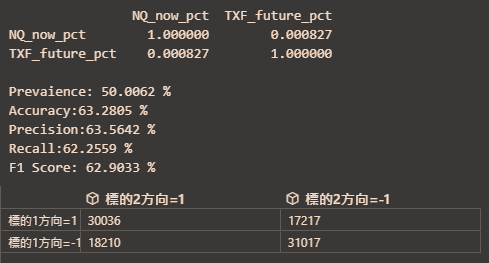 NQ_now_pct TXF_future_pct
NQ_now_pct 1.000000 0.000827
TXF_future_pct 0.000827 1.000000
Prevaience: 50.0062 %
Accuracy:63.2805 %
Precision:63.5642 %
Recall:62.2559 %
F1 Score: 62.9033 %
標的2方向=1 標的2方向=-1
標的1方向=1 30036 17217
標的1方向=-1 18210 31017